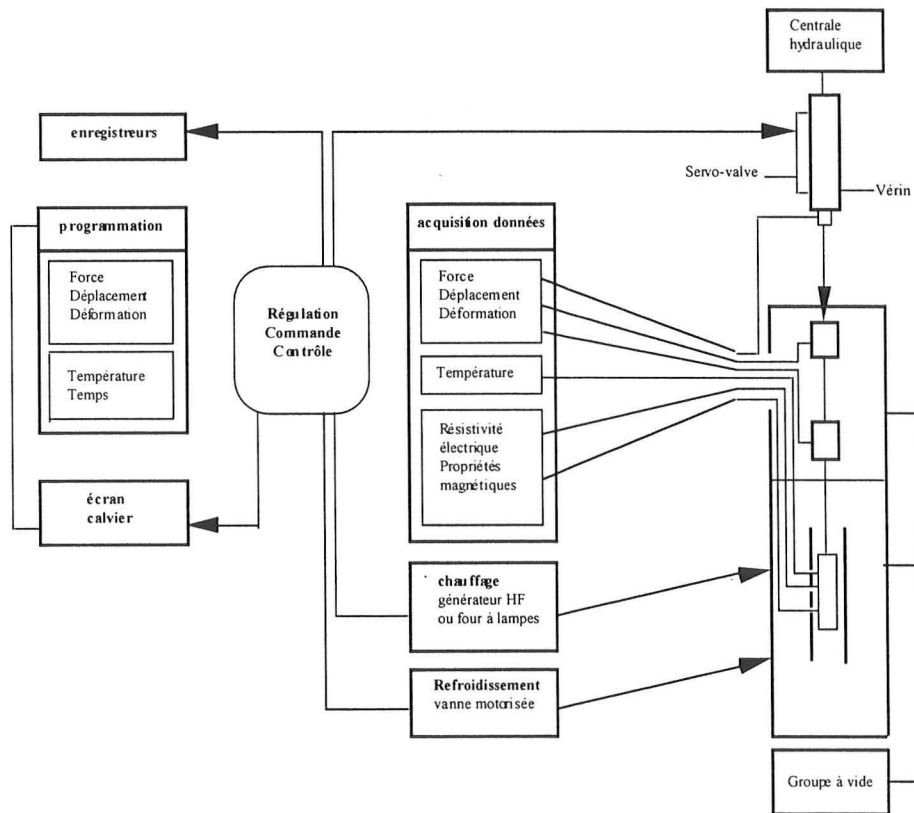 Centrale
hydraulique
enregistreurs
Servo-valve
Vérin
programmation
Force
Déplacement
Déformation
Température
Temps
Régulation
Commande
Contrôle
acquisition données
Force
Déplacement
Déformation
Température
Résistivité
électrique
Propriétés
magnétiques
écran
calvier
chauffage
générateur HF
ou four à lampes
Refroidissement
vanne motorisée
Groupe à vide